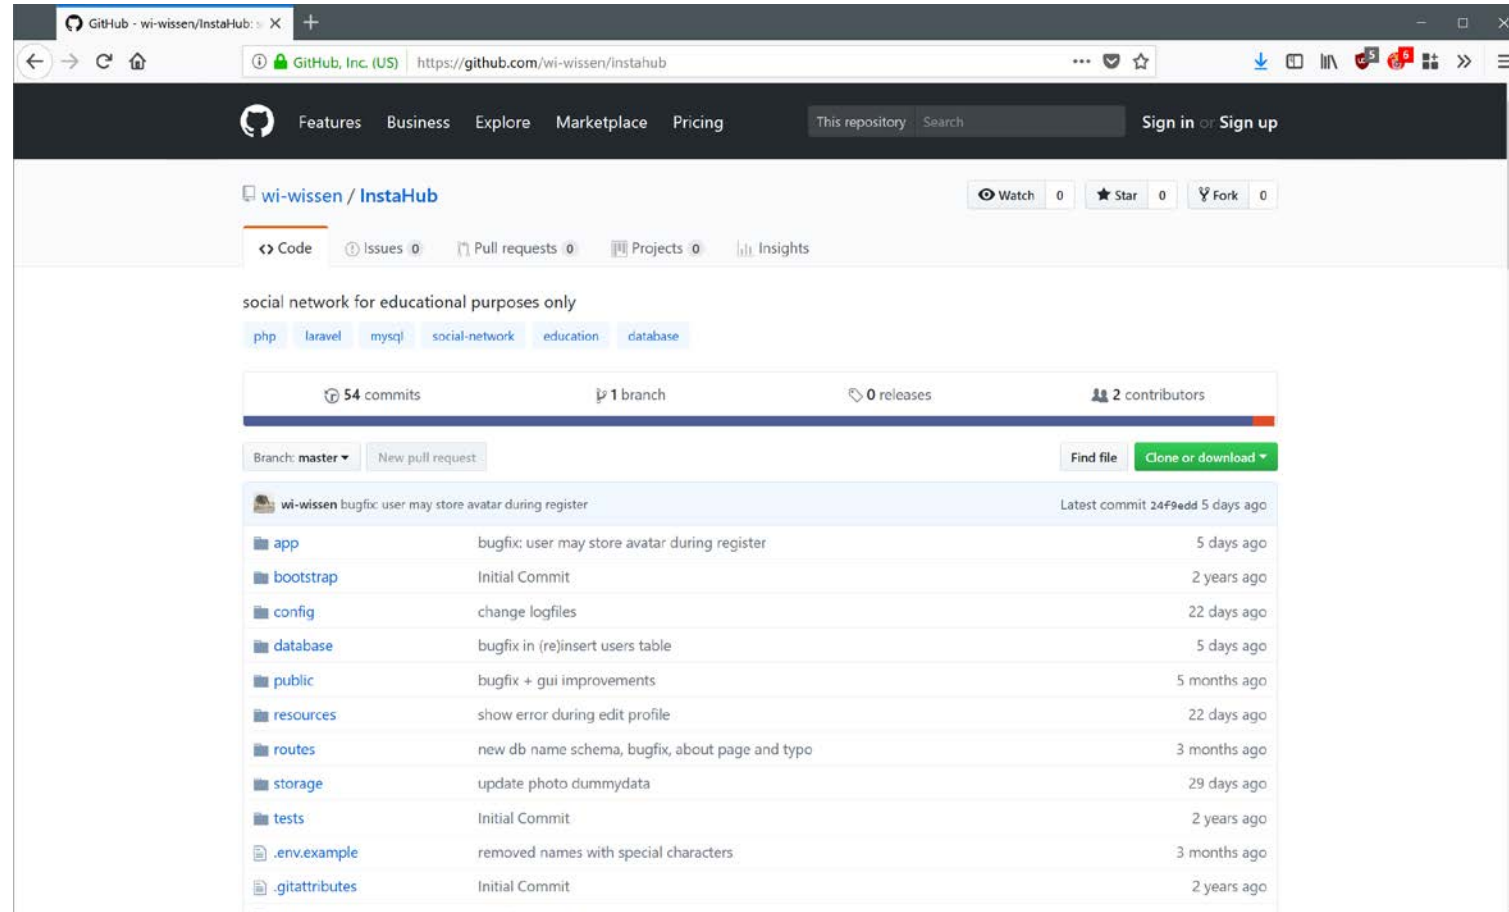 GitHub - wi-wissen/InstaHub: s
GitHub, Inc. (US) https://github.com/wi-wissen/instahub
5 6
Features Business Explore Marketplace Pricing This repository Search Sign in or Sign up
wi-wissen / InstaHub Watch 0 Star 0 Fork 0
Code Issues 0 Pull requests 0 Projects 0 Insights
social network for educational purposes only
php laravel mysql social-network education database
54 commits 1 branch 0 releases 2 contributors
Branch: master New pull request Find file Clone or download
wi-wissen bugfix: user may store avatar during register Latest commit 24f9edd 5 days ago
app bugfix: user may store avatar during register 5 days ago
bootstrap Initial Commit 2 years ago
config change logfiles 22 days ago
database bugfix in (re)insert users table 5 days ago
public bugfix + gui improvements 5 months ago
resources show error during edit profile 22 days ago
routes new db name schema, bugfix, about page and typo 3 months ago
storage update photo dummydata 29 days ago
tests Initial Commit 2 years ago
.env.example removed names with special characters 3 months ago
.gitattributes Initial Commit 2 years ago